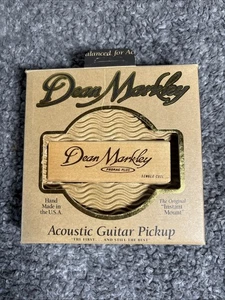 alanced for Ac
Dean Markley
Dean Markley
PROMAG PLUS
SINGLE COIL
Hand
Made in
the U.S.A
The Original
"Instant
Mount
Acoustic Guitar Pickup
"THE FIRST . . . AND STILL THE BEST"